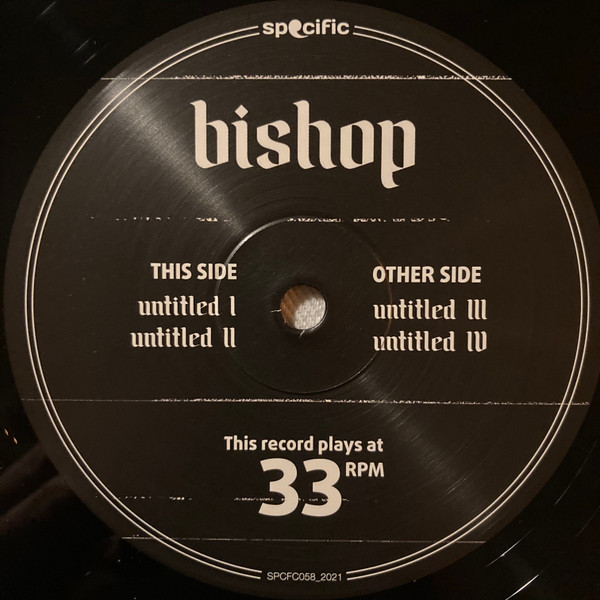 specific
bishop
THIS SIDE
untitled I
untitled II
OTHER SIDE
untitled III
untitled IV
This record plays at
33 RPM
SPCFC058_2021